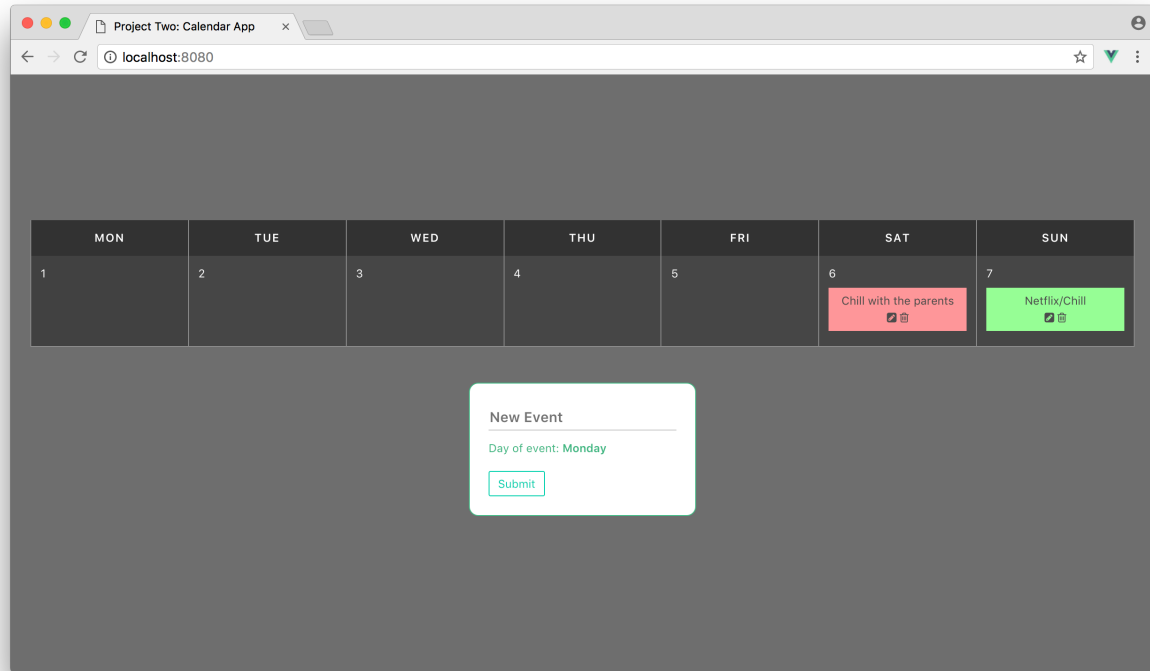 Project Two: Calendar App
localhost:8080
MON TUE WED THU FRI SAT SUN
1 2 3 4 5 6 7
Chill with the parents Netflix/Chill
New Event
Day of event: Monday
Submit